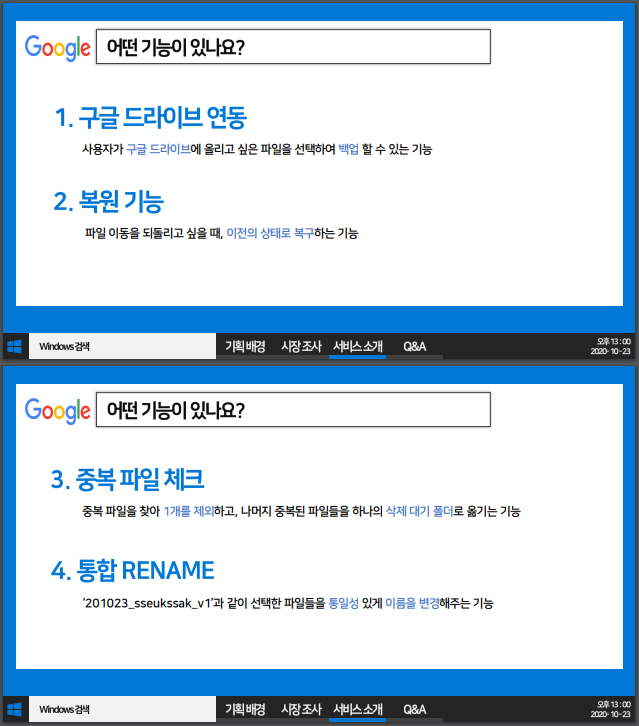 Google 어떤 기능이 있나요?
1. 구글 드라이브 연동
사용자가 구글 드라이브에 올리고 싶은 파일을 선택하여 백업 할 수 있는 기능
2. 복원 기능
파일 이동을 되돌리고 싶을 때, 이전의 상태로 복구하는 기능
Windows 검색 기획 배경 시장 조사 서비스 소개 Q&A 오후 13 : 00
2020- 10-23
Google 어떤 기능이 있나요?
3. 중복 파일 체크
중복 파일을 찾아 1개를 제외하고, 나머지 중복된 파일들을 하나의 삭제 대기 폴더로 옮기는 기능
4. 통합 RENAME
‘201023_sseukssak_v1’과 같이 선택한 파일들을 통일성 있게 이름을 변경해주는 기능
Windows 검색 기획 배경 시장 조사 서비스 소개 Q&A 오후 13 : 00
2020- 10-23